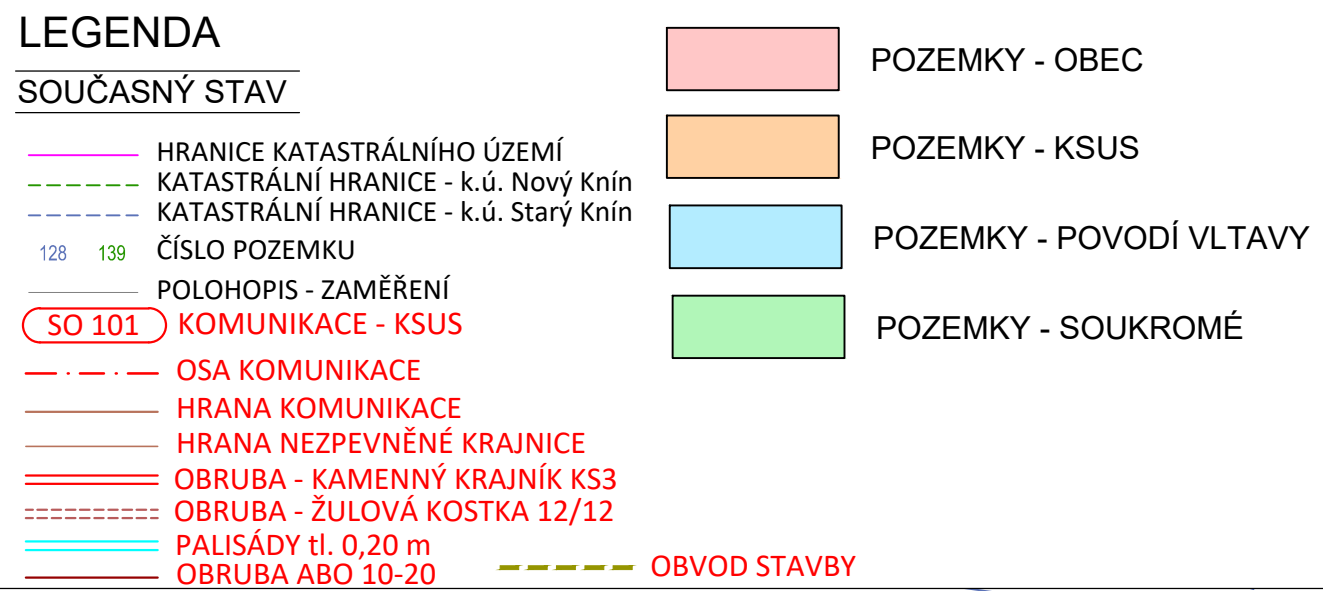 LEGENDA
SOUČASNÝ STAV
HRANICE KATASTRÁLNÍHO ÚZEMÍ
KATASTRÁLNÍ HRANICE - k.ú. Nový Knín
KATASTRÁLNÍ HRANICE - k.ú. Starý Knín
128 139 ČÍSLO POZEMKU
POLOHOPIS - ZAMĚŘENÍ
SO 101 KOMUNIKACE - KSUS
OSA KOMUNIKACE
HRANA KOMUNIKACE
HRANA NEZPEVNĚNÉ KRAJNICE
OBRUBA - KAMENNÝ KRAJNÍK KS3
OBRUBA - ŽULOVÁ KOSTKA 12/12
PALISÁDY tl. 0,20 m
OBRUBA ABO 10-20
OBVOD STAVBY
POZEMKY - OBEC
POZEMKY - KSUS
POZEMKY - POVODÍ VLTAVY
POZEMKY - SOUKROMÉ